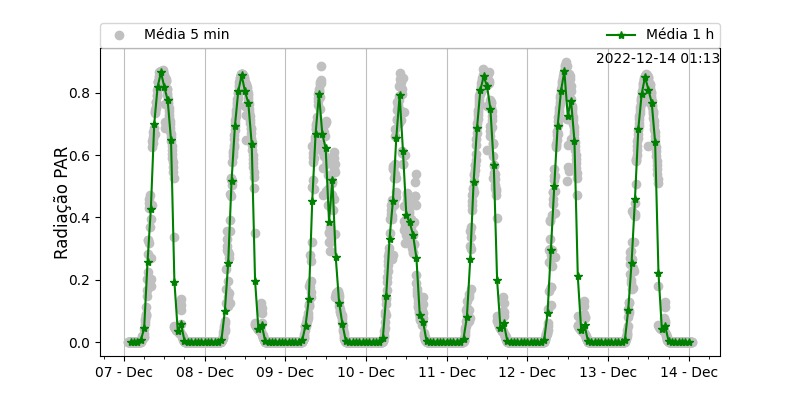 Média 5 min
Média 1 h
2022-12-14 01:13
Radiação PAR
0.8
0.6
0.4
0.2
0.0
07 - Dec
08 - Dec
09 - Dec
10 - Dec
11 - Dec
12 - Dec
13 - Dec
14 - Dec